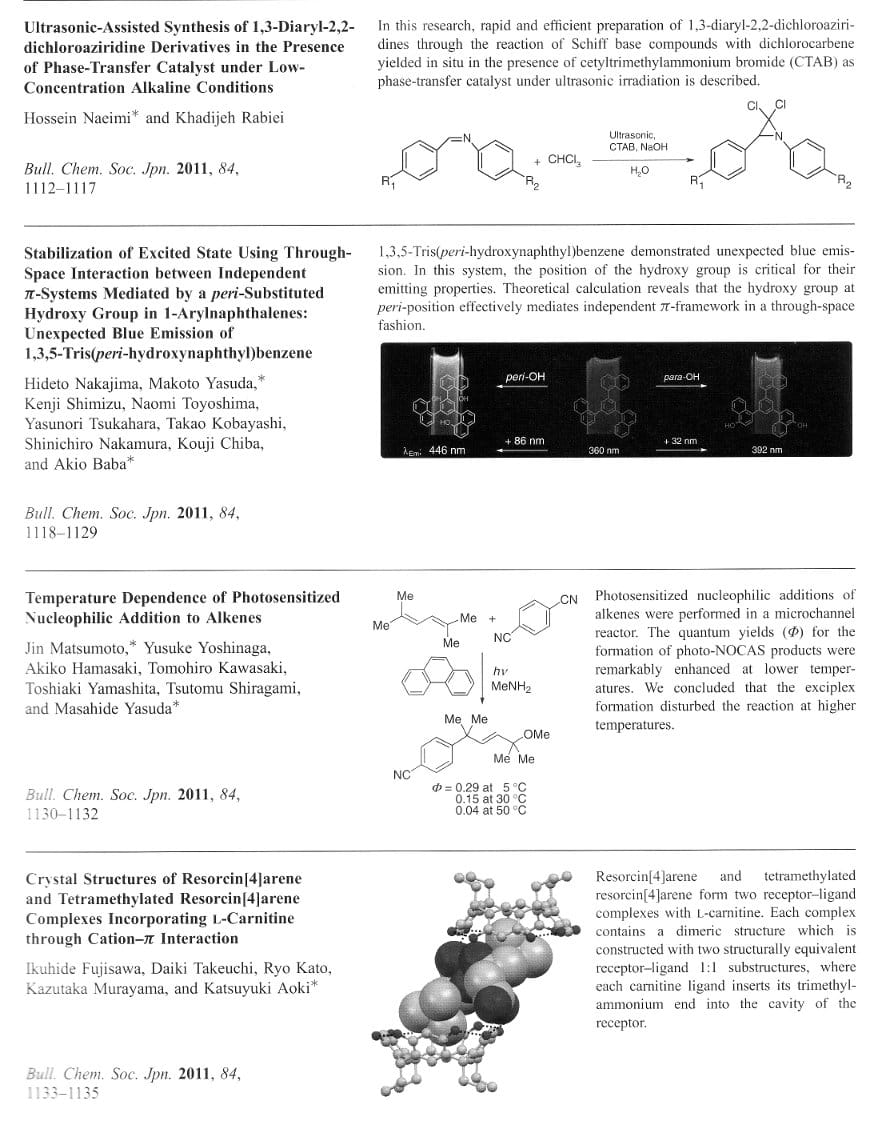 Ultrasonic-Assisted Synthesis of 1,3-Diaryl-2,2-
dichloroaziridine Derivatives in the Presence
of Phase-Transfer Catalyst under Low-
Concentration Alkaline Conditions
Hossein Naeimi* and Khadijeh Rabiei
Bull. Chem. Soc. Jpn. 2011, 84,
1112–1117
In this research, rapid and efficient preparation of 1,3-diaryl-2,2-dichloroaziri-
dines through the reaction of Schiff base compounds with dichlorocarbene
yielded in situ in the presence of cetyltrimethylammonium bromide (CTAB) as
phase-transfer catalyst under ultrasonic irradiation is described.
N
R1
R2
+ CHCl3
Ultrasonic,
CTAB, NaOH
H2O
Cl Cl
N
R1
R2
Stabilization of Excited State Using Through-
Space Interaction between Independent
π-Systems Mediated by a peri-Substituted
Hydroxy Group in 1-Arylnaphthalenes:
Unexpected Blue Emission of
1,3,5-Tris(peri-hydroxynaphthyl)benzene
Hideto Nakajima, Makoto Yasuda,*
Kenji Shimizu, Naomi Toyoshima,
Yasunori Tsukahara, Takao Kobayashi,
Shinichiro Nakamura, Kouji Chiba,
and Akio Baba*
Bull. Chem. Soc. Jpn. 2011, 84,
1118–1129
1,3,5-Tris(peri-hydroxynaphthyl)benzene demonstrated unexpected blue emis-
sion. In this system, the position of the hydroxy group is critical for their
emitting properties. Theoretical calculation reveals that the hydroxy group at
peri-position effectively mediates independent π-framework in a through-space
fashion.
peri-OH
para-OH
OH
OH
HO
HO
OH
+ 86 nm
+ 32 nm
λEm: 446 nm
360 nm
392 nm
Temperature Dependence of Photosensitized
Nucleophilic Addition to Alkenes
Jin Matsumoto,* Yusuke Yoshinaga,
Akiko Hamasaki, Tomohiro Kawasaki,
Toshiaki Yamashita, Tsutomu Shiragami,
and Masahide Yasuda*
Bull. Chem. Soc. Jpn. 2011, 84,
1130–1132
Me
Me
Me
Me
+
CN
NC
hν
MeNH2
Me Me
OMe
Me Me
NC
Φ = 0.29 at 5 °C
0.15 at 30 °C
0.04 at 50 °C
Photosensitized nucleophilic additions of
alkenes were performed in a microchannel
reactor. The quantum yields (Φ) for the
formation of photo-NOCAS products were
remarkably enhanced at lower temper-
atures. We concluded that the exciplex
formation disturbed the reaction at higher
temperatures.
Crystal Structures of Resorcin[4]arene
and Tetramethylated Resorcin[4]arene
Complexes Incorporating L-Carnitine
through Cation–π Interaction
Ikuhide Fujisawa, Daiki Takeuchi, Ryo Kato,
Kazutaka Murayama, and Katsuyuki Aoki*
Bull. Chem. Soc. Jpn. 2011, 84,
1133–1135
Resorcin[4]arene and tetramethylated
resorcin[4]arene form two receptor–ligand
complexes with L-carnitine. Each complex
contains a dimeric structure which is
constructed with two structurally equivalent
receptor–ligand 1:1 substructures, where
each carnitine ligand inserts its trimethyl-
ammonium end into the cavity of the
receptor.